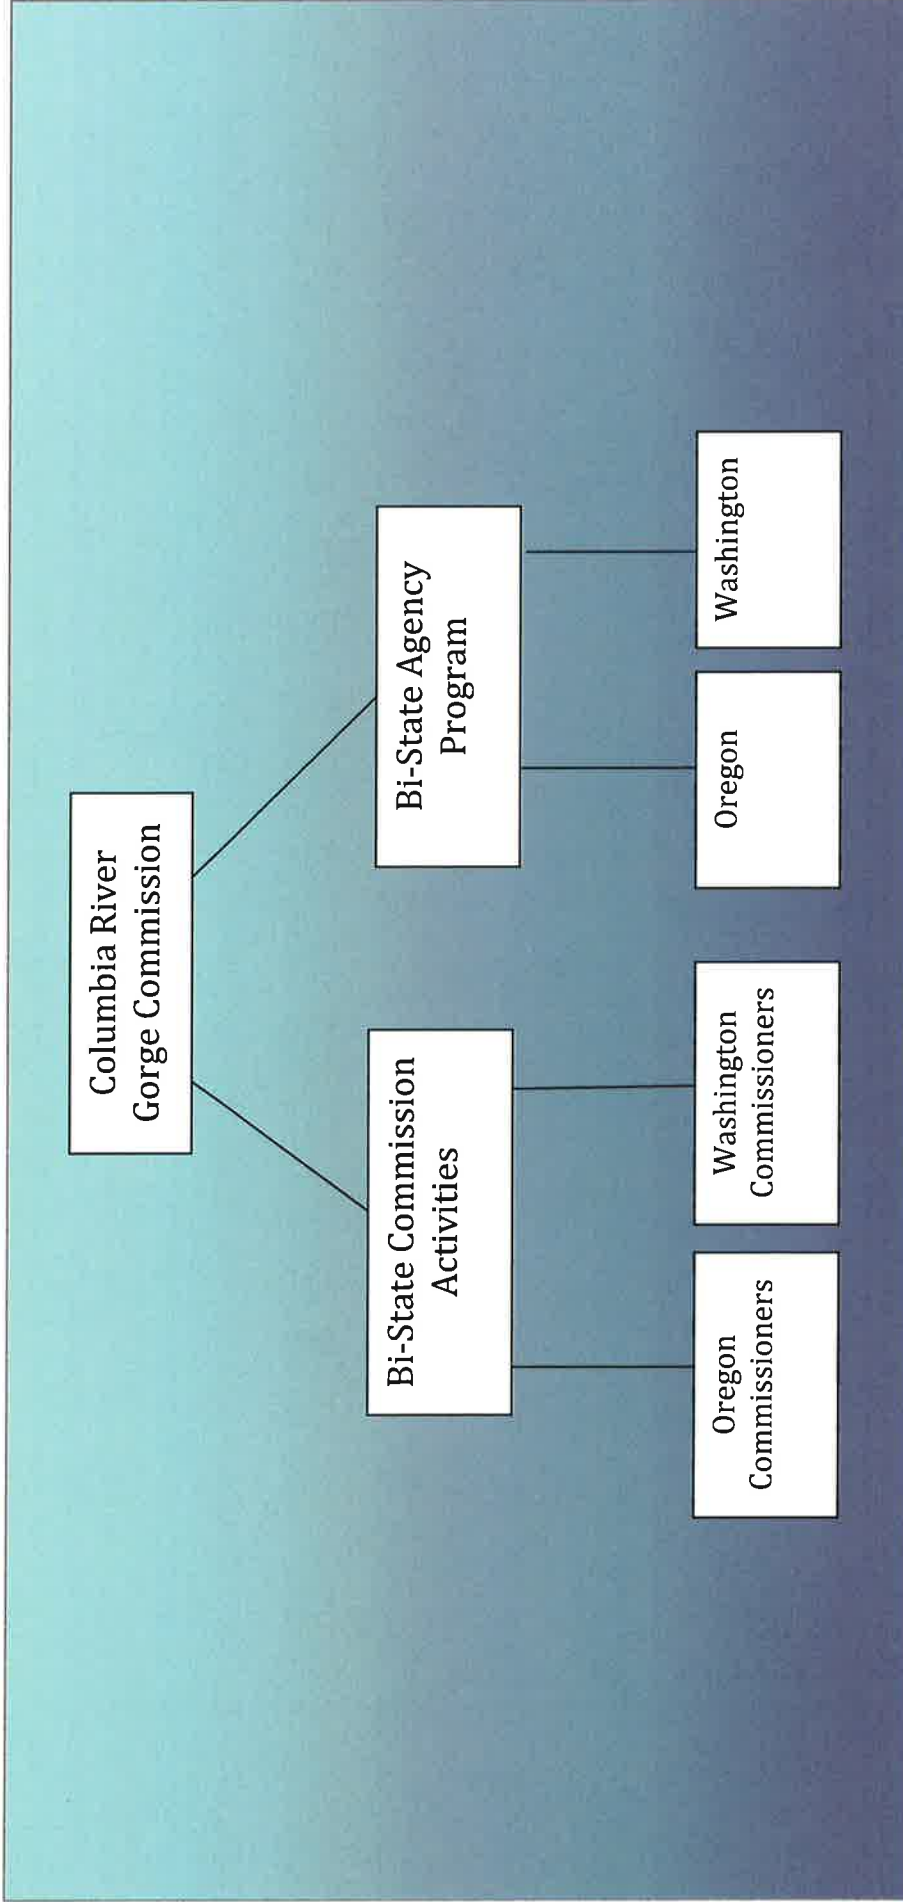 Columbia River
Gorge Commission
Bi-State Commission
Activities
Bi-State Agency
Program
Oregon
Commissioners
Washington
Commissioners
Oregon
Washington